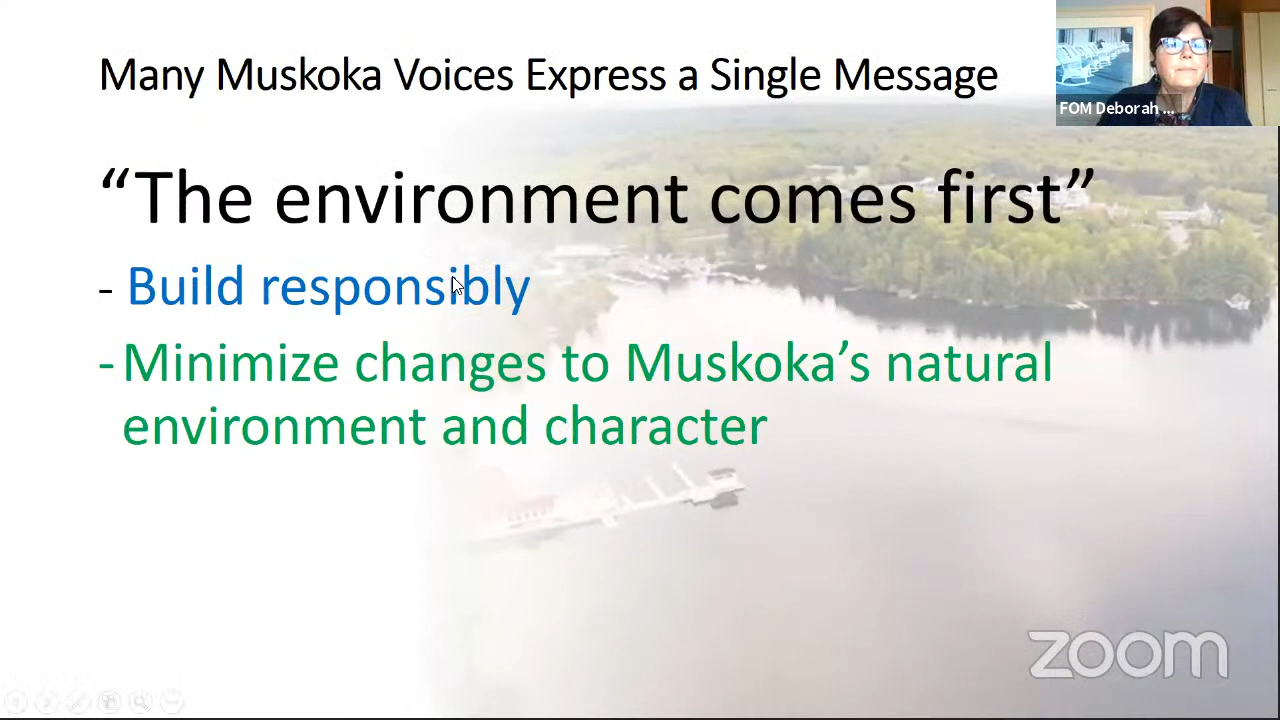 Many Muskoka Voices Express a Single Message
FOM Deborah ...
“The environment comes first”
- Build responsibly
- Minimize changes to Muskoka’s natural
environment and character
zoom